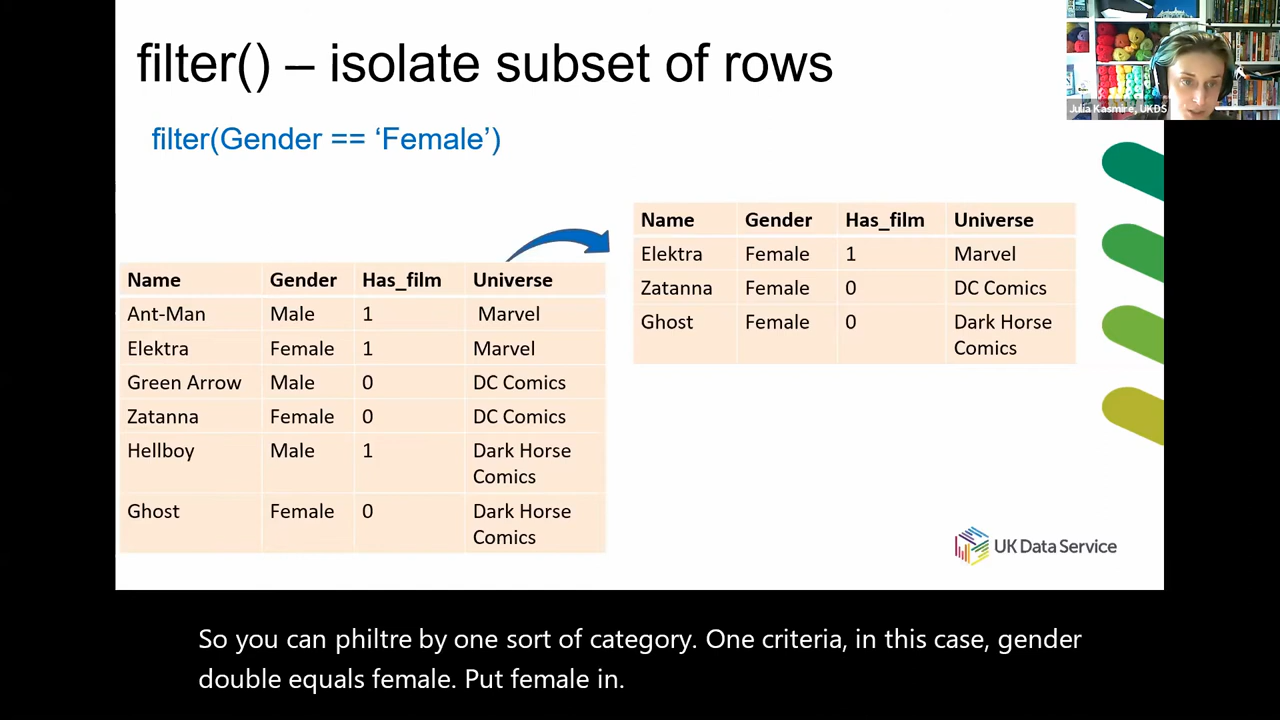 filter() – isolate subset of rows
Julia Kasmire, UKDS
filter(Gender == ‘Female’)
Name Gender Has_film Universe
Elektra Female 1 Marvel
Zatanna Female 0 DC Comics
Ghost Female 0 Dark Horse
Comics
Name Gender Has_film Universe
Ant-Man Male 1 Marvel
Elektra Female 1 Marvel
Green Arrow Male 0 DC Comics
Zatanna Female 0 DC Comics
Hellboy Male 1 Dark Horse
Comics
Ghost Female 0 Dark Horse
Comics
UK Data Service
So you can philtre by one sort of category. One criteria, in this case, gender
double equals female. Put female in.